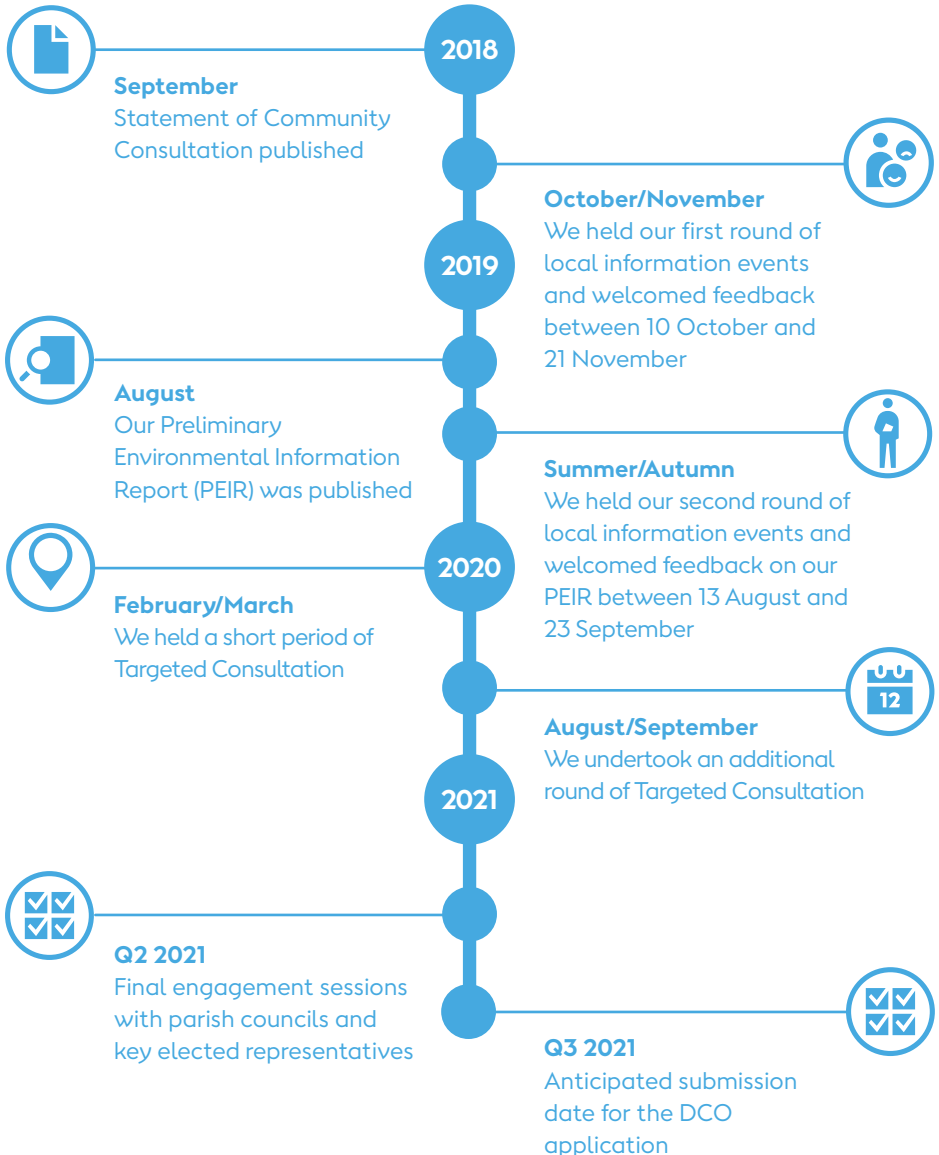 2018
September
Statement of Community
Consultation published
October/November
We held our first round of
local information events
and welcomed feedback
between 10 October and
21 November
2019
August
Our Preliminary
Environmental Information
Report (PEIR) was published
Summer/Autumn
We held our second round of
local information events and
welcomed feedback on our
PEIR between 13 August and
23 September
2020
February/March
We held a short period of
Targeted Consultation
12
August/September
We undertook an additional
round of Targeted Consultation
2021
Q2 2021
Final engagement sessions
with parish councils and
key elected representatives
Q3 2021
Anticipated submission
date for the DCO
application